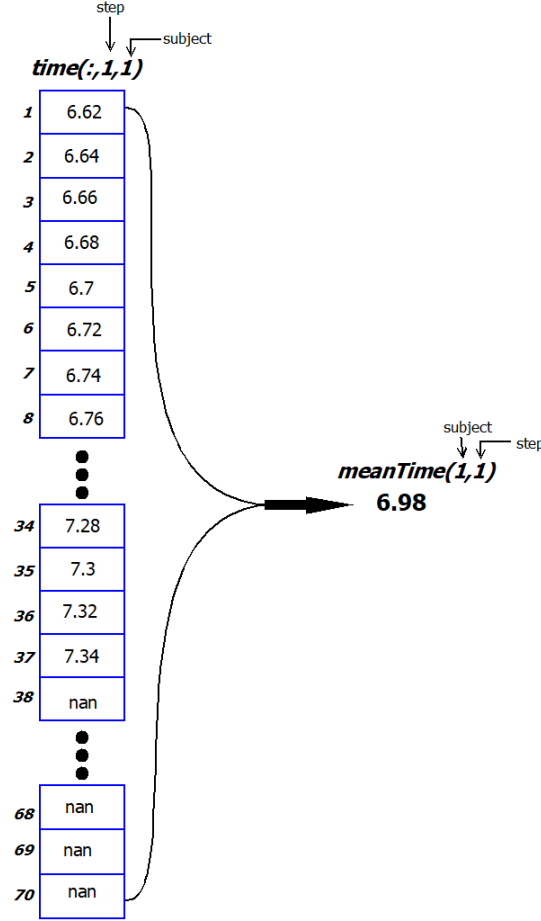 step
subject
time(:,1,1)
1 6.62
2 6.64
3 6.66
4 6.68
5 6.7
6 6.72
7 6.74
8 6.76
subject
step
meanTime(1,1)
6.98
34 7.28
35 7.3
36 7.32
37 7.34
38 nan
68 nan
69 nan
70 nan